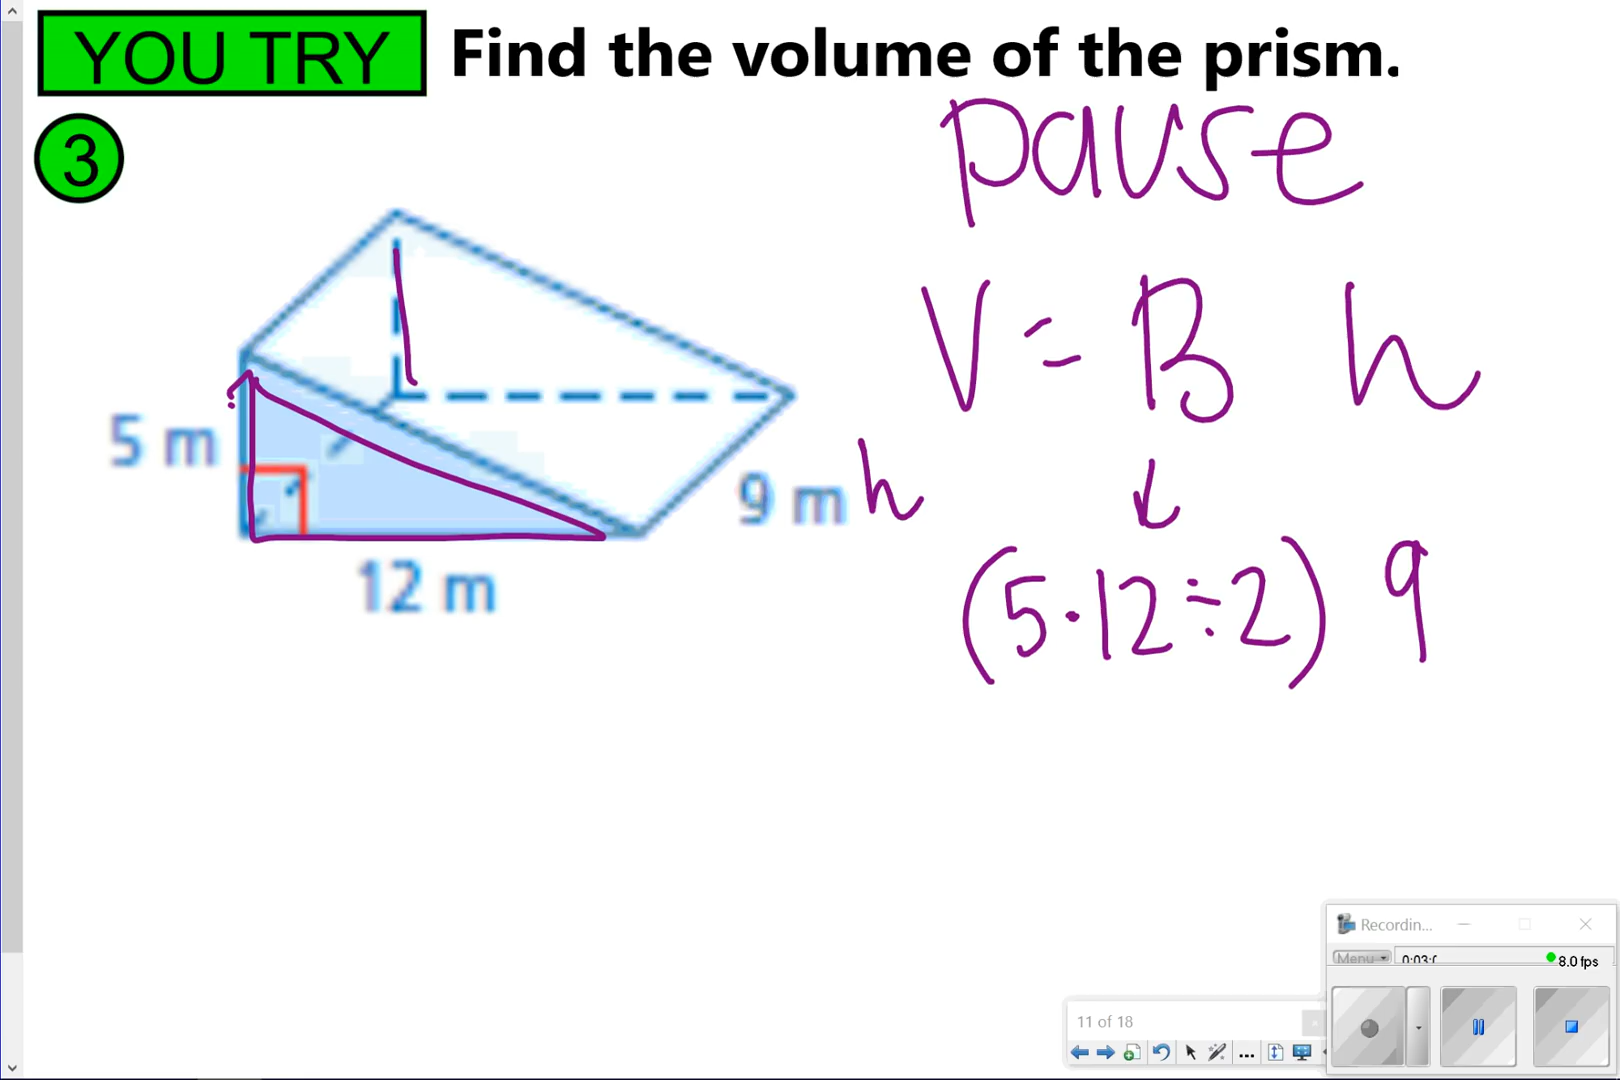 YOU TRY Find the volume of the prism.
3
pause
V = B h
5 m
9 m h
12 m
(5·12÷2) 9
Recordin...
Menu
8.0 fps
11 of 18